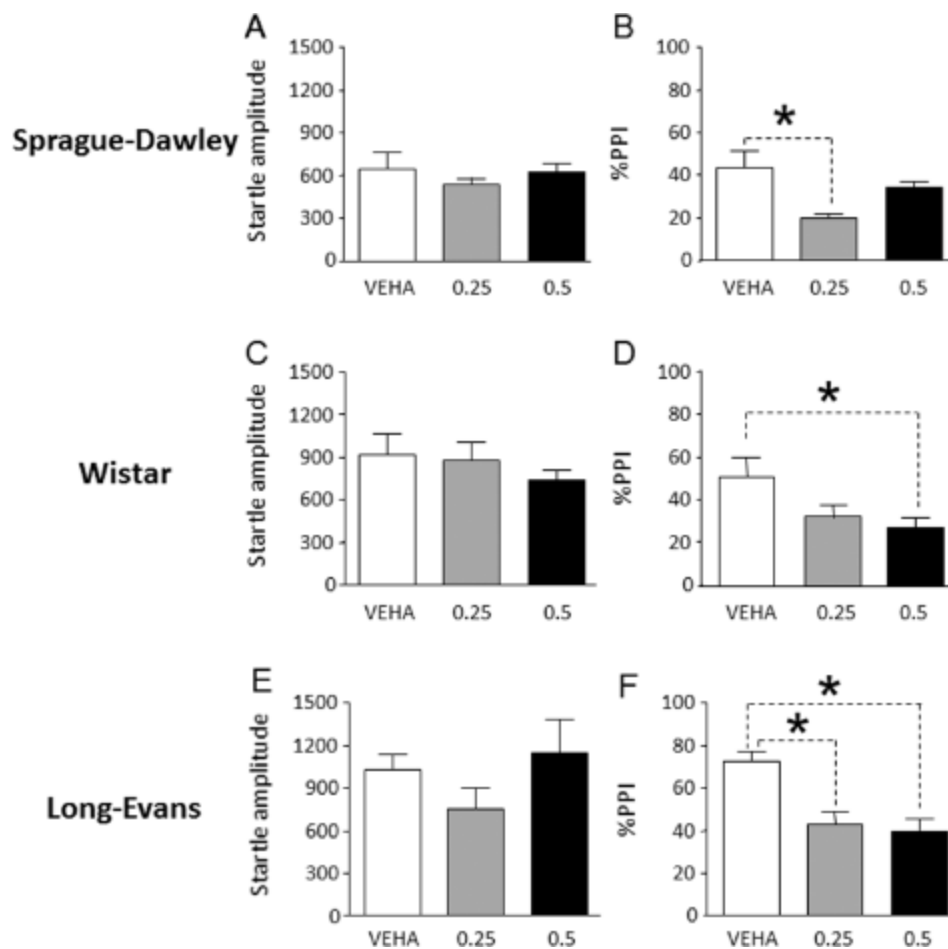 A
B
Sprague-Dawley
Startle amplitude
1500
1200
900
600
300
0
VEHA 0.25 0.5
%PPI
100
80
60
40
20
0
*
VEHA 0.25 0.5
C
D
Wistar
Startle amplitude
1500
1200
900
600
300
0
VEHA 0.25 0.5
%PPI
100
80
60
40
20
0
*
VEHA 0.25 0.5
E
F
Long-Evans
Startle amplitude
1500
1200
900
600
300
0
VEHA 0.25 0.5
%PPI
100
80
60
40
20
0
*
*
VEHA 0.25 0.5